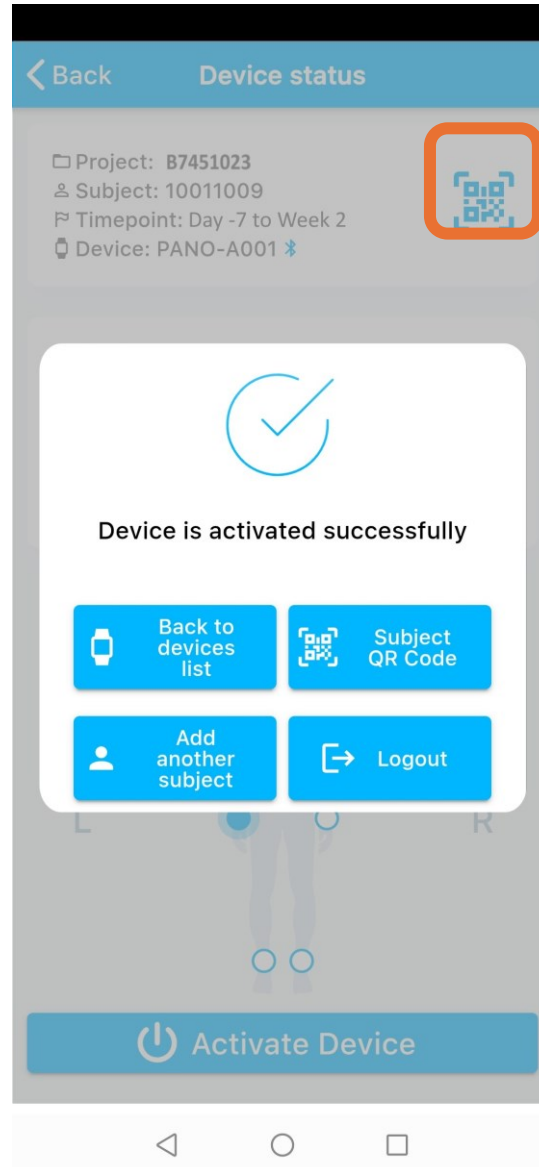 Back
Device status
Project: B7451023
Subject: 10011009
Timepoint: Day -7 to Week 2
Device: PANO-A001
Device is activated successfully
Back to
devices
list
Subject
QR Code
Add
another
subject
Logout
L
R
Activate Device